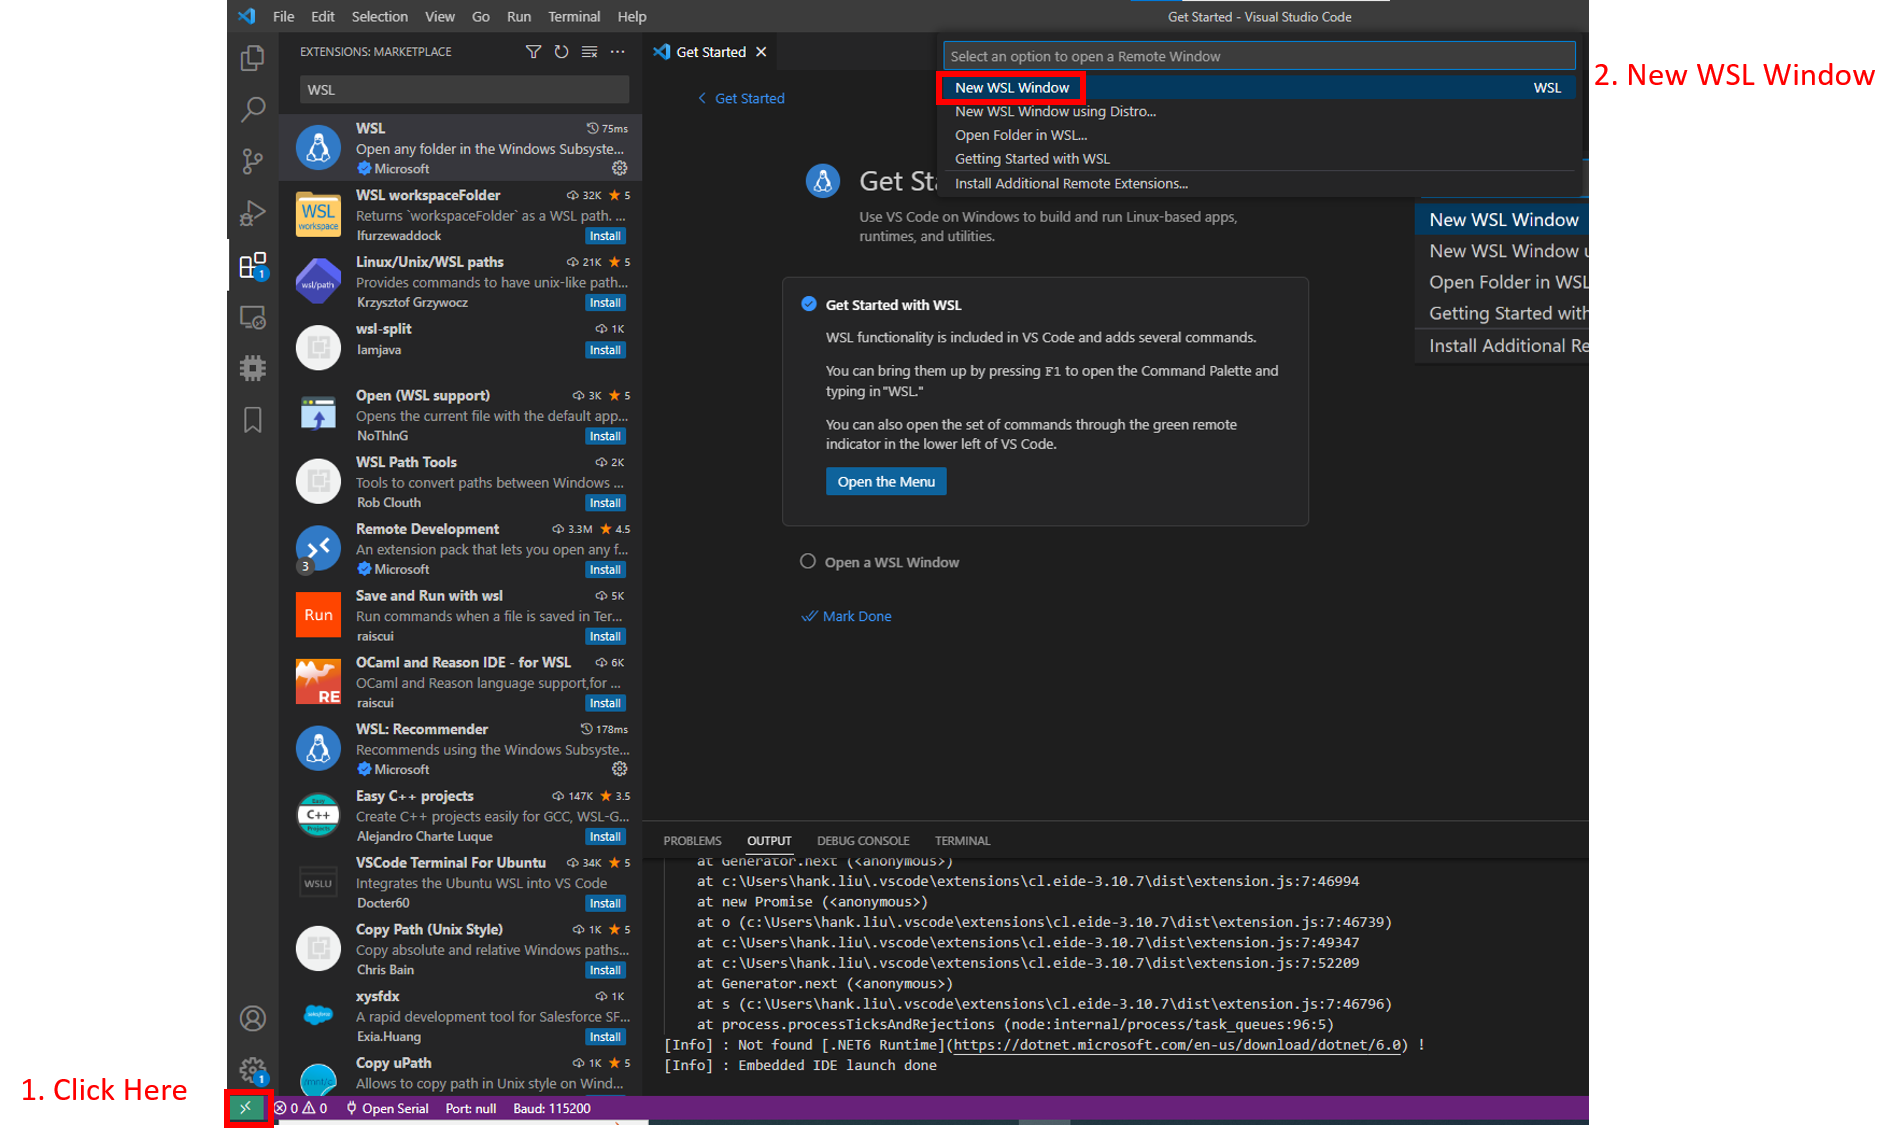 File Edit Selection View Go Run Terminal Help
Get Started - Visual Studio Code
EXTENSIONS: MARKETPLACE
WSL
WSL 75ms
Open any folder in the Windows Subsyste...
Microsoft
WSL workspace
WSL workspaceFolder 32K 5
Returns `workspaceFolder` as a WSL path. ...
lfurzewaddock Install
wsl/path
Linux/Unix/WSL paths 21K 5
Provides commands to have unix-like path...
Krzysztof Grzywocz Install
wsl-split 1K
Iamjava Install
Open (WSL support) 3K 5
Opens the current file with the default app...
NoThInG Install
WSL Path Tools 2K
Tools to convert paths between Windows ...
Rob Clouth Install
Remote Development 3.3M 4.5
An extension pack that lets you open any f...
3 Microsoft Install
Save and Run with wsl 5K
Run Run commands when a file is saved in Ter...
raiscui Install
OCaml and Reason IDE - for WSL 6K
OCaml and Reason language support,for ...
RE raiscui Install
WSL: Recommender 178ms
Recommends using the Windows Subsyste...
Microsoft
Easy C++ Projects
Easy C++ projects 147K 3.5
Create C++ projects easily for GCC, WSL-G...
Alejandro Charte Luque Install
VSCode Terminal For Ubuntu 34K 5
WSLU Integrates the Ubuntu WSL into VS Code
Docter60 Install
Copy Path (Unix Style) 1K 5
Copy absolute and relative Windows paths...
Chris Bain Install
xysfdx 1K
salesforce A rapid development tool for Salesforce SF...
Exia.Huang Install
Copy uPath 1K 5
/mnt/c Allows to copy path in Unix style on Wind...
1
1
Get Started
Get Started
Select an option to open a Remote Window
New WSL Window WSL
New WSL Window using Distro...
Open Folder in WSL...
Getting Started with WSL
Install Additional Remote Extensions...
2. New WSL Window
Get St
Use VS Code on Windows to build and run Linux-based apps,
runtimes, and utilities.
New WSL Window
New WSL Window u
Open Folder in WSL
Getting Started with
Install Additional Re
Get Started with WSL
WSL functionality is included in VS Code and adds several commands.
You can bring them up by pressing F1 to open the Command Palette and
typing in "WSL."
You can also open the set of commands through the green remote
indicator in the lower left of VS Code.
Open the Menu
Open a WSL Window
Mark Done
PROBLEMS OUTPUT DEBUG CONSOLE TERMINAL
at Generator.next (<anonymous>)
at c:\Users\hank.liu\.vscode\extensions\cl.eide-3.10.7\dist\extension.js:7:46994
at new Promise (<anonymous>)
at o (c:\Users\hank.liu\.vscode\extensions\cl.eide-3.10.7\dist\extension.js:7:46739)
at c:\Users\hank.liu\.vscode\extensions\cl.eide-3.10.7\dist\extension.js:7:49347
at c:\Users\hank.liu\.vscode\extensions\cl.eide-3.10.7\dist\extension.js:7:52209
at Generator.next (<anonymous>)
at s (c:\Users\hank.liu\.vscode\extensions\cl.eide-3.10.7\dist\extension.js:7:46796)
at process.processTicksAndRejections (node:internal/process/task_queues:96:5)
[Info] : Not found [.NET6 Runtime](https://dotnet.microsoft.com/en-us/download/dotnet/6.0) !
[Info] : Embedded IDE launch done
1. Click Here
0 0 Open Serial Port: null Baud: 115200